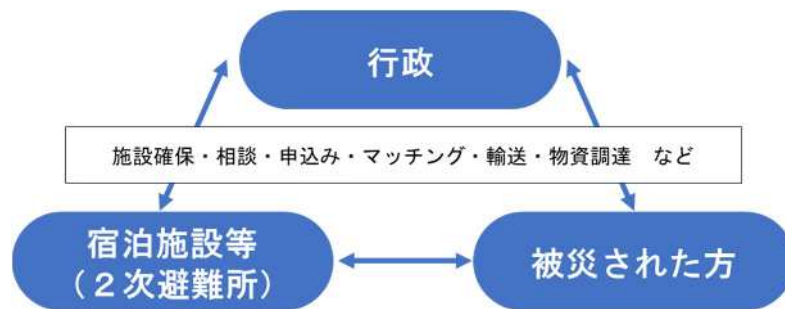 行政
施設確保・相談・申込み・マッチング・輸送・物資調達　など
宿泊施設等
（２次避難所）
被災された方